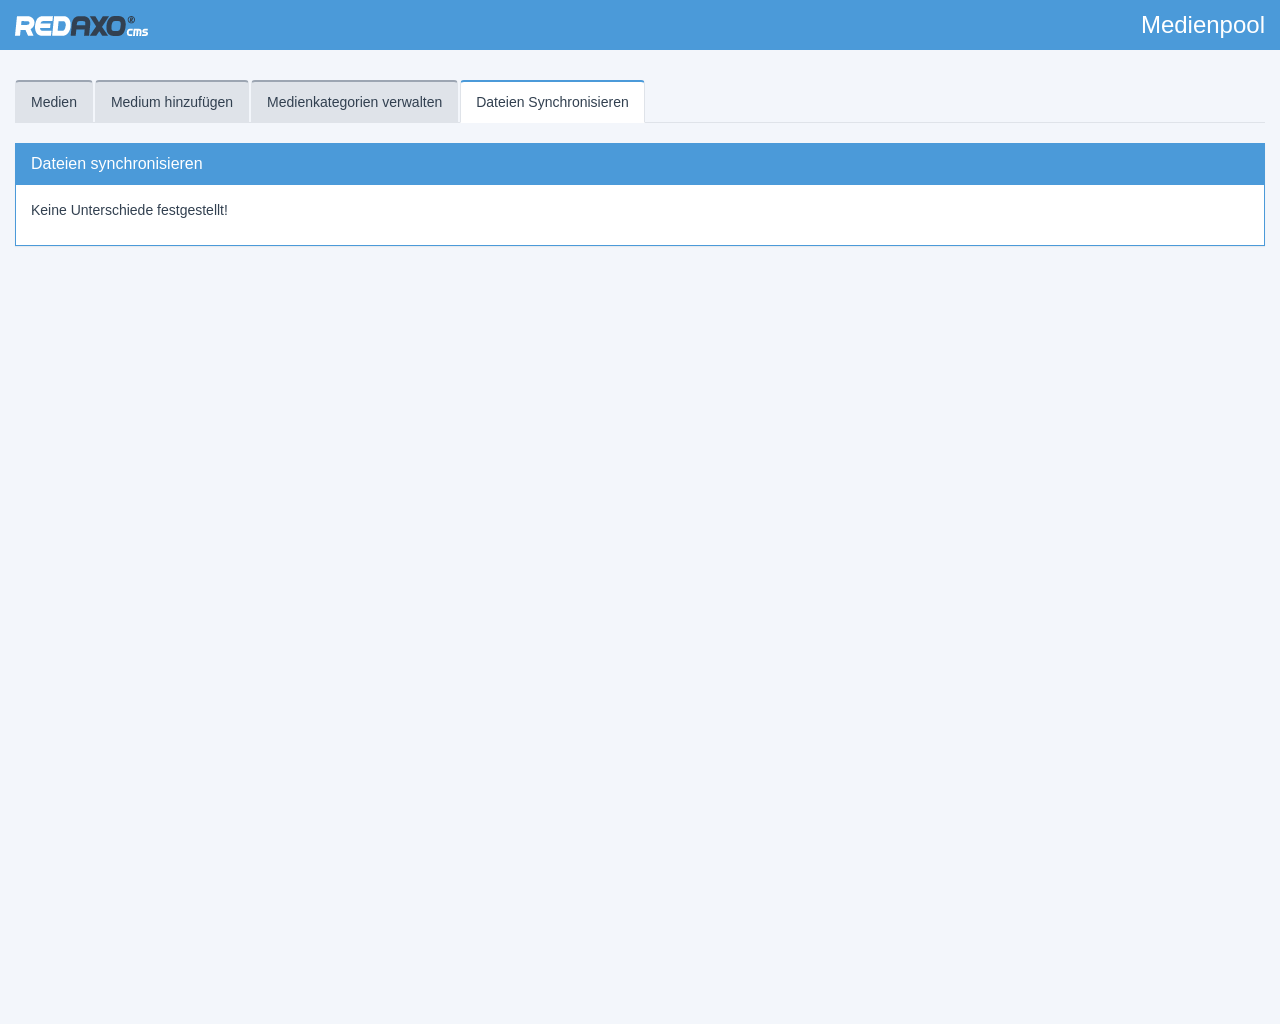 REDAXO® cms
Medienpool
Medien
Medium hinzufügen
Medienkategorien verwalten
Dateien Synchronisieren
Dateien synchronisieren
Keine Unterschiede festgestellt!